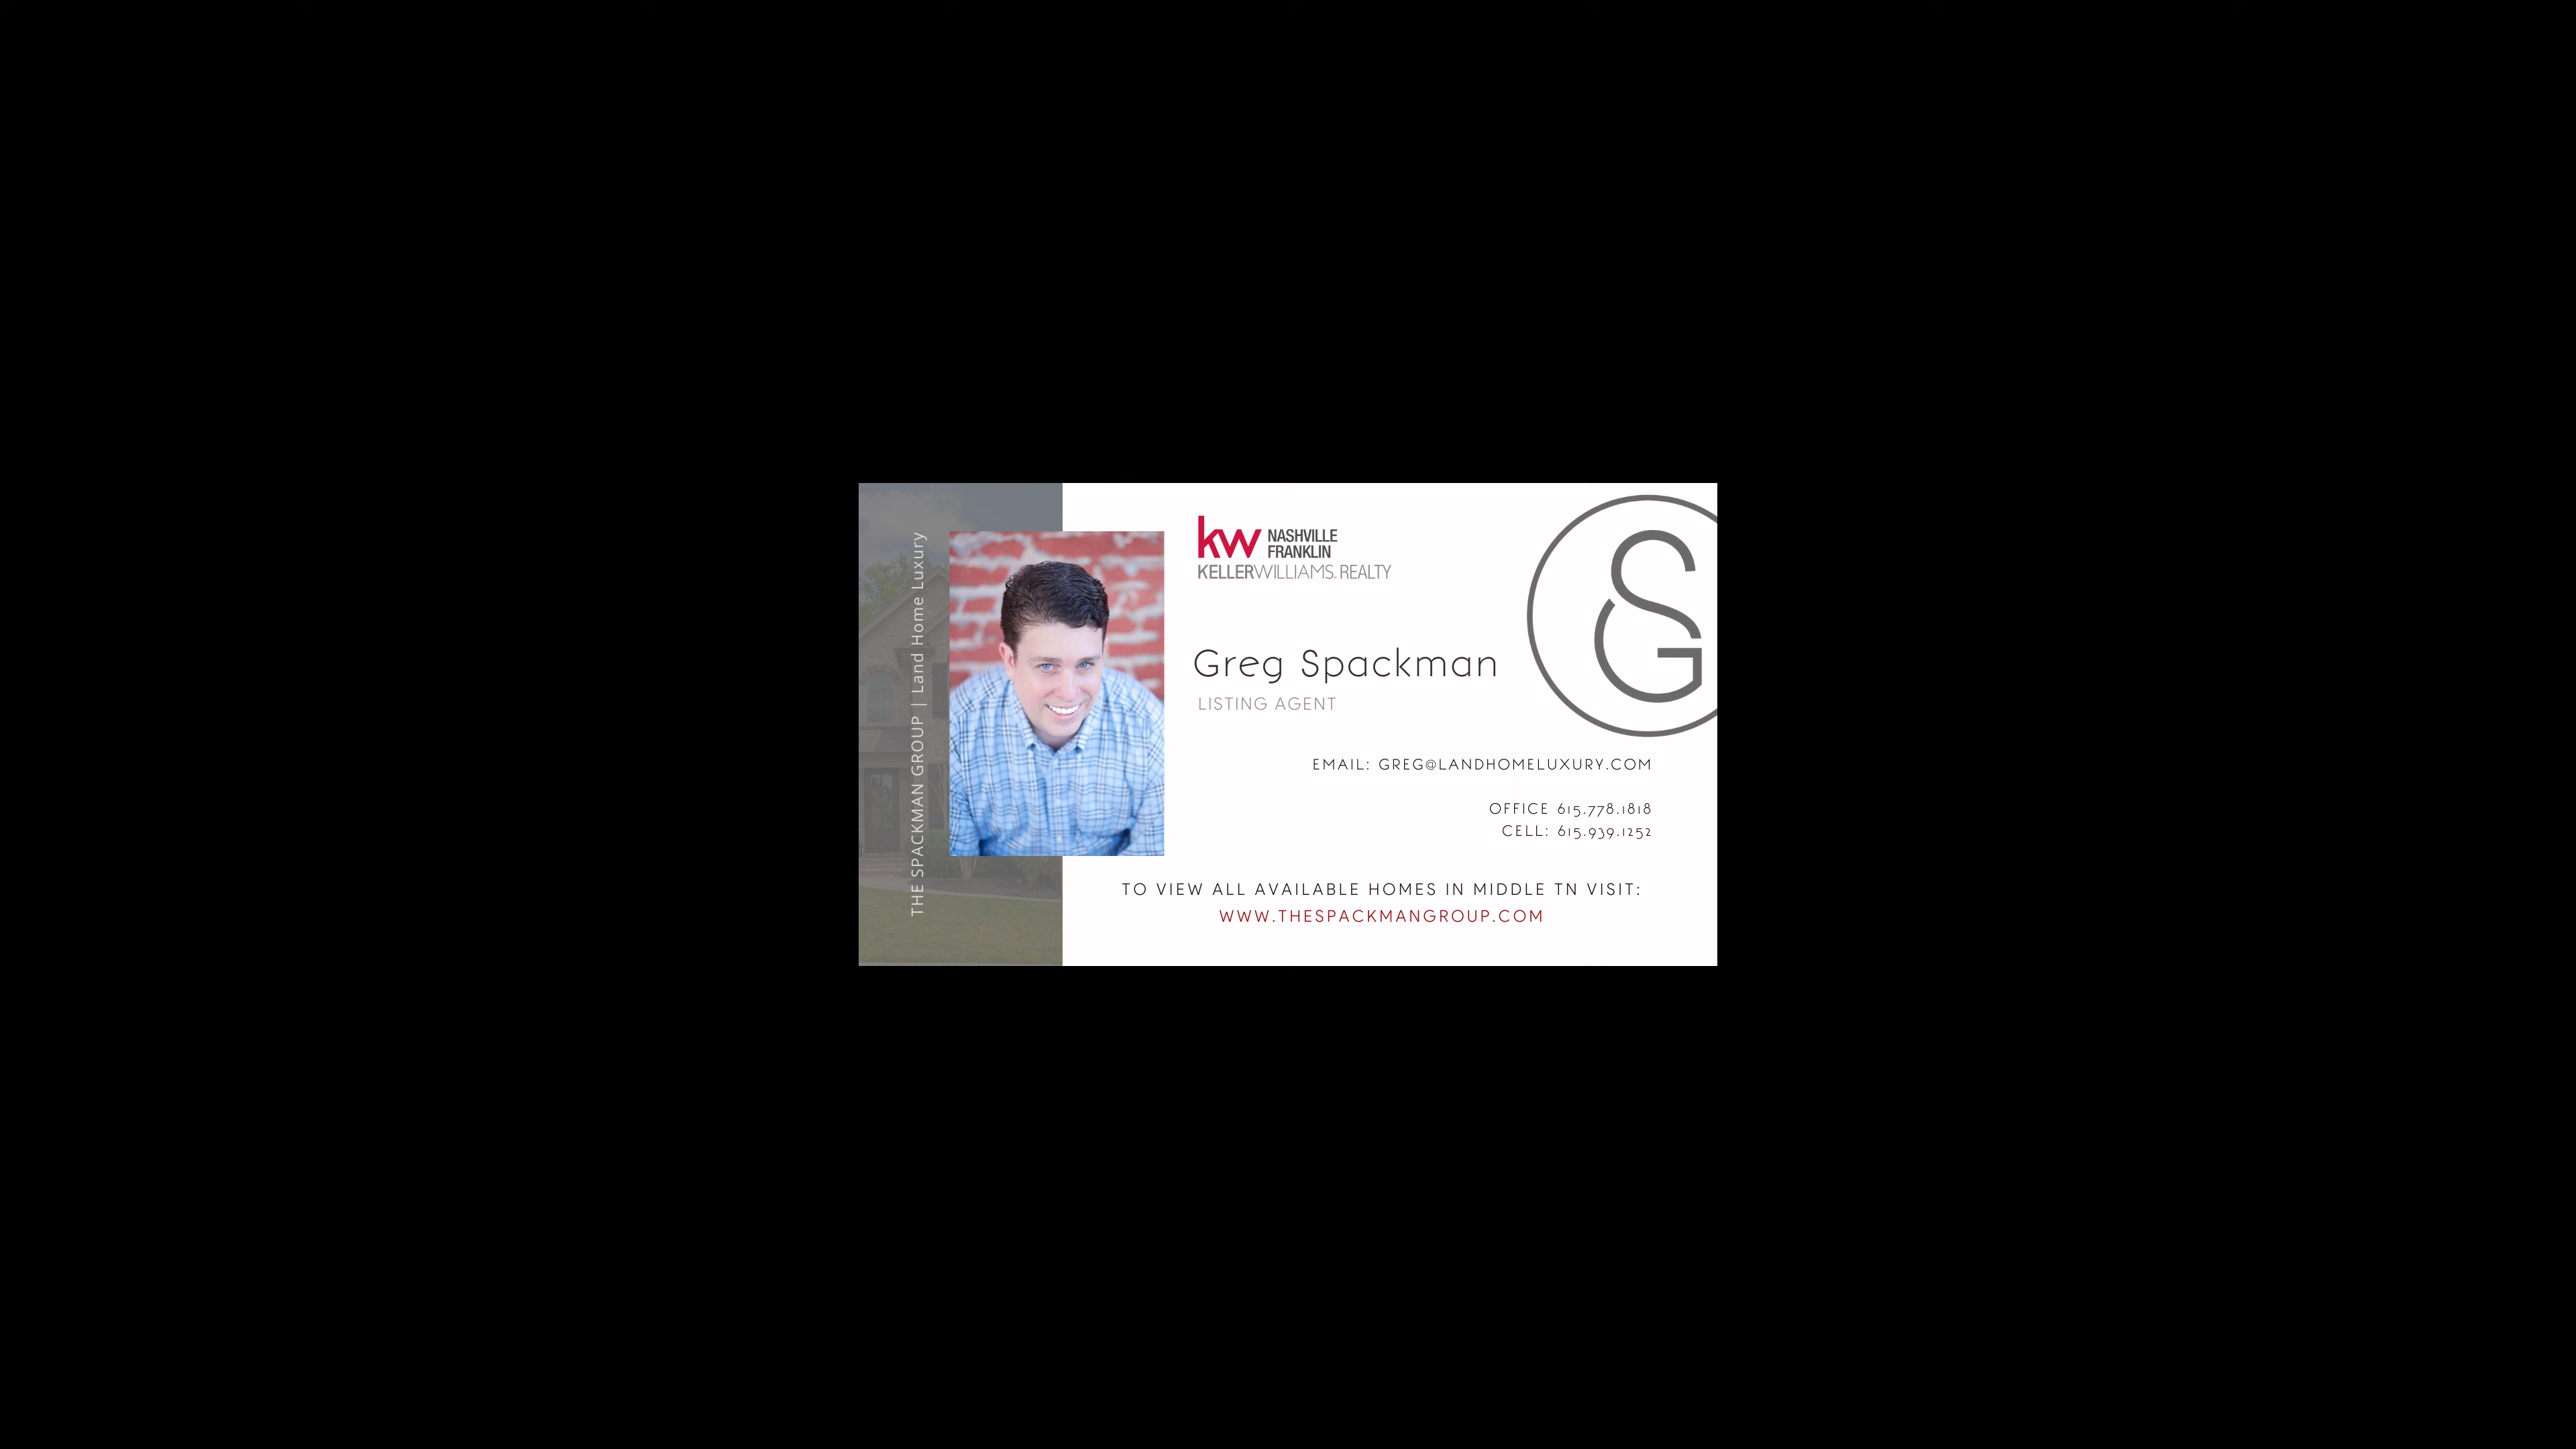 THE SPACKMAN GROUP | Land Home Luxury
kw NASHVILLE
FRANKLIN
KELLERWILLIAMS. REALTY
SG
Greg Spackman
LISTING AGENT
EMAIL: GREG@LANDHOMELUXURY.COM
OFFICE 615.778.1818
CELL: 615.939.1252
TO VIEW ALL AVAILABLE HOMES IN MIDDLE TN VISIT:
WWW.THESPACKMANGROUP.COM